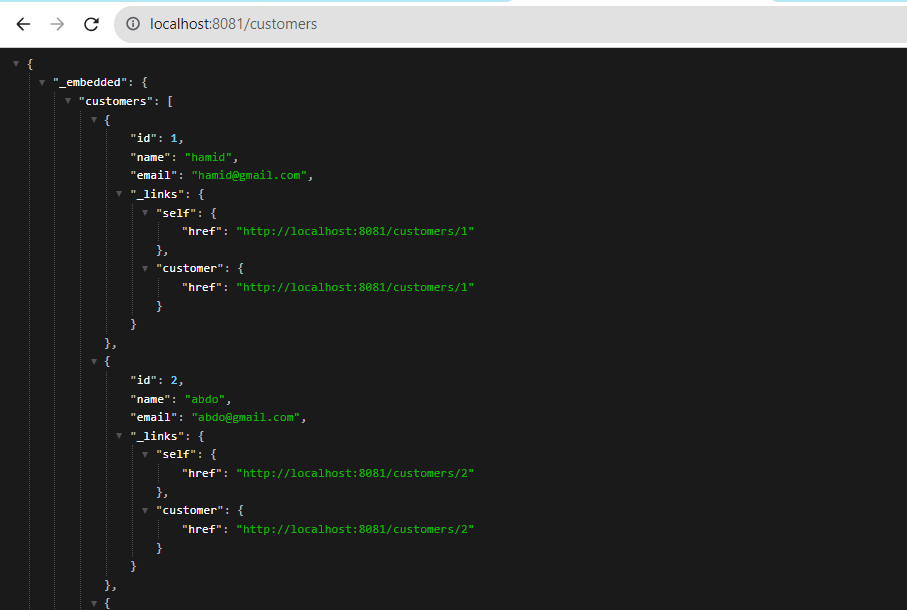 localhost:8081/customers
{
"_embedded": {
"customers": [
{
"id": 1,
"name": "hamid",
"email": "hamid@gmail.com",
"_links": {
"self": {
"href": "http://localhost:8081/customers/1"
},
"customer": {
"href": "http://localhost:8081/customers/1"
}
}
},
{
"id": 2,
"name": "abdo",
"email": "abdo@gmail.com",
"_links": {
"self": {
"href": "http://localhost:8081/customers/2"
},
"customer": {
"href": "http://localhost:8081/customers/2"
}
}
},
{